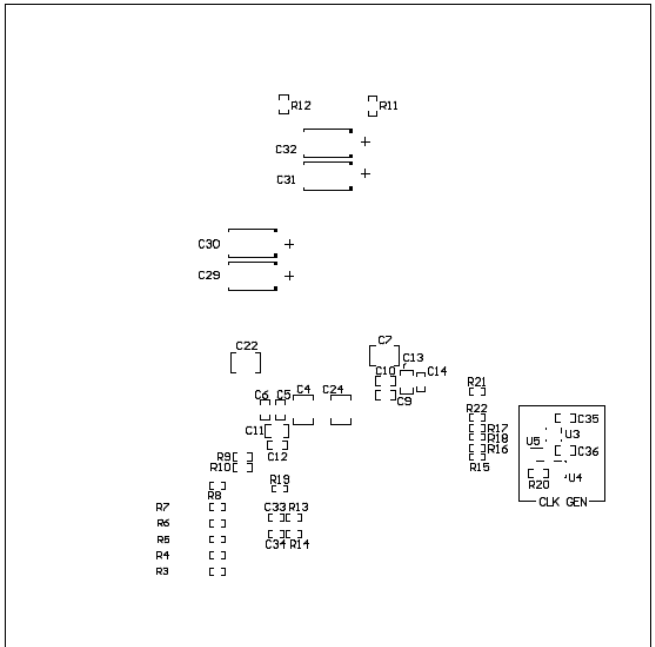 R12 R11
C32
+
C31
+
C30
+
C29
+
C22
C7
C13
C10 C14
R21
C6 C5 C4 C24
C9
R22
C35
C11
R17
U3
R18
U5
C12
R16
C36
R9
R15
R10
R19
R20
U4
R8
R7
C33 R13
CLK GEN
R6
R5
C34 R14
R4
R3